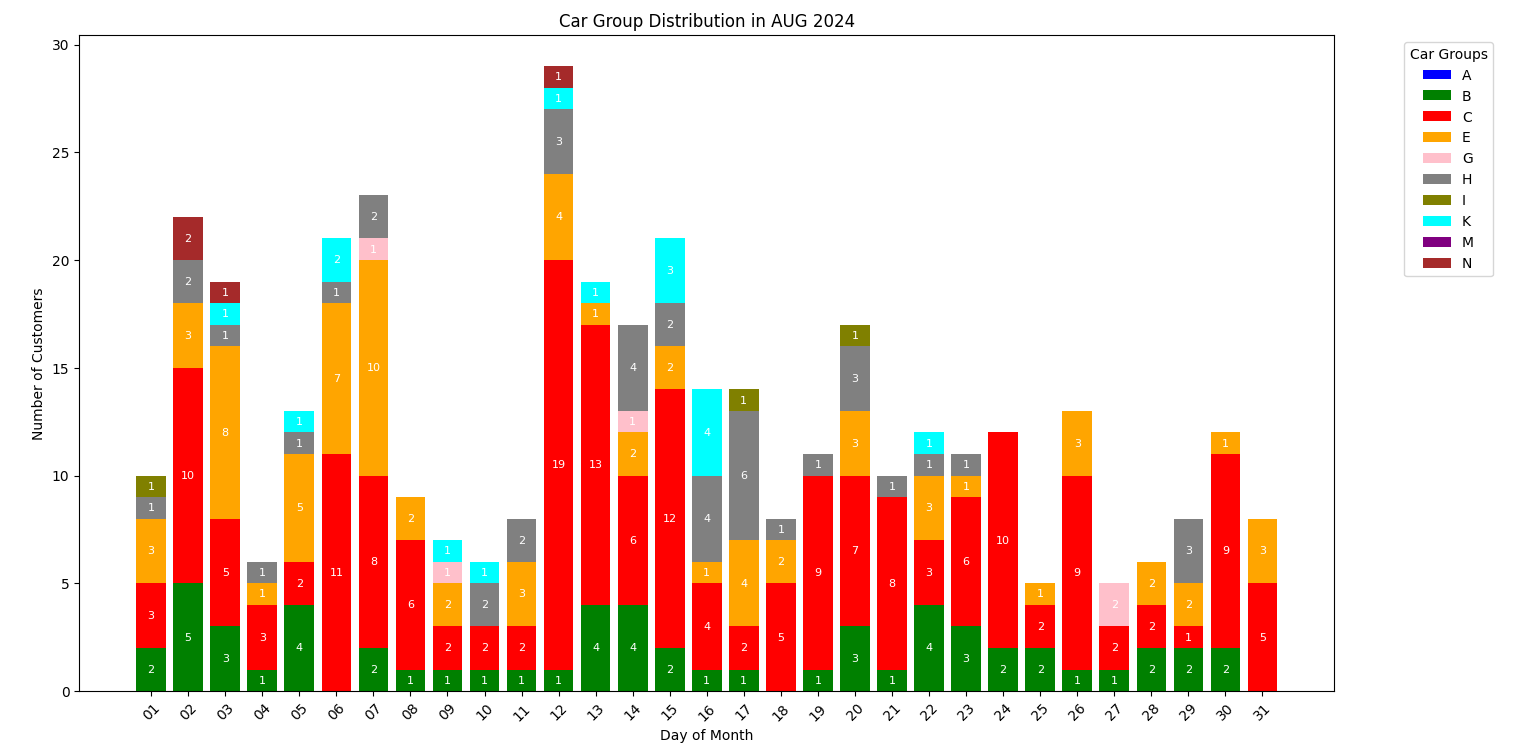 Car Group Distribution in AUG 2024
Number of Customers
30
25
20
15
10
5
0
2 3 3 1 1
5 10 3 2 2
3 5 8 1 1 1
1 3 1 1
4 2 5 1 1
11 7 1 2
2 8 10 1 2
1 6 2
1 2 2 1 1
1 2 2 1
1 2 3 2
1 19 4 3 1 1
4 13 1 1
4 6 2 1 4
2 12 2 2 3
1 4 1 4 4
1 2 4 6 1
5 2 1
1 9 1
3 7 3 3 1
1 8 1
4 3 3 1 1
3 6 1 1
2 10
2 2 1
1 9 3
1 2 2
2 2 2
2 1 2 3
2 9 1
5 3
01 02 03 04 05 06 07 08 09 10 11 12 13 14 15 16 17 18 19 20 21 22 23 24 25 26 27 28 29 30 31
Day of Month
Car Groups
A
B
C
E
G
H
I
K
M
N